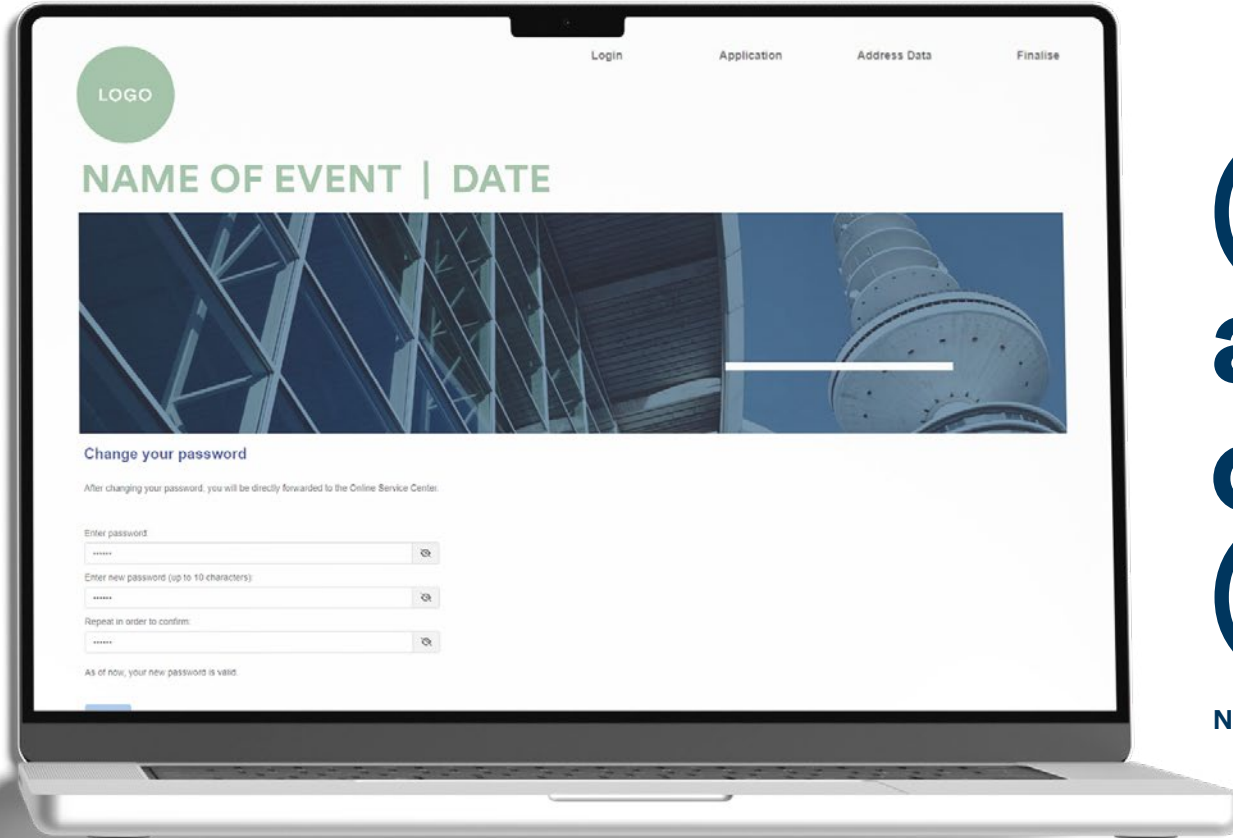 Login Application Address Data Finalise
LOGO
NAME OF EVENT | DATE
Change your password
After changing your password, you will be directly forwarded to the Online Service Center.
Enter password
••••••
Enter new password (up to 10 characters):
••••••
Repeat in order to confirm:
••••••
As of now, your new password is valid.